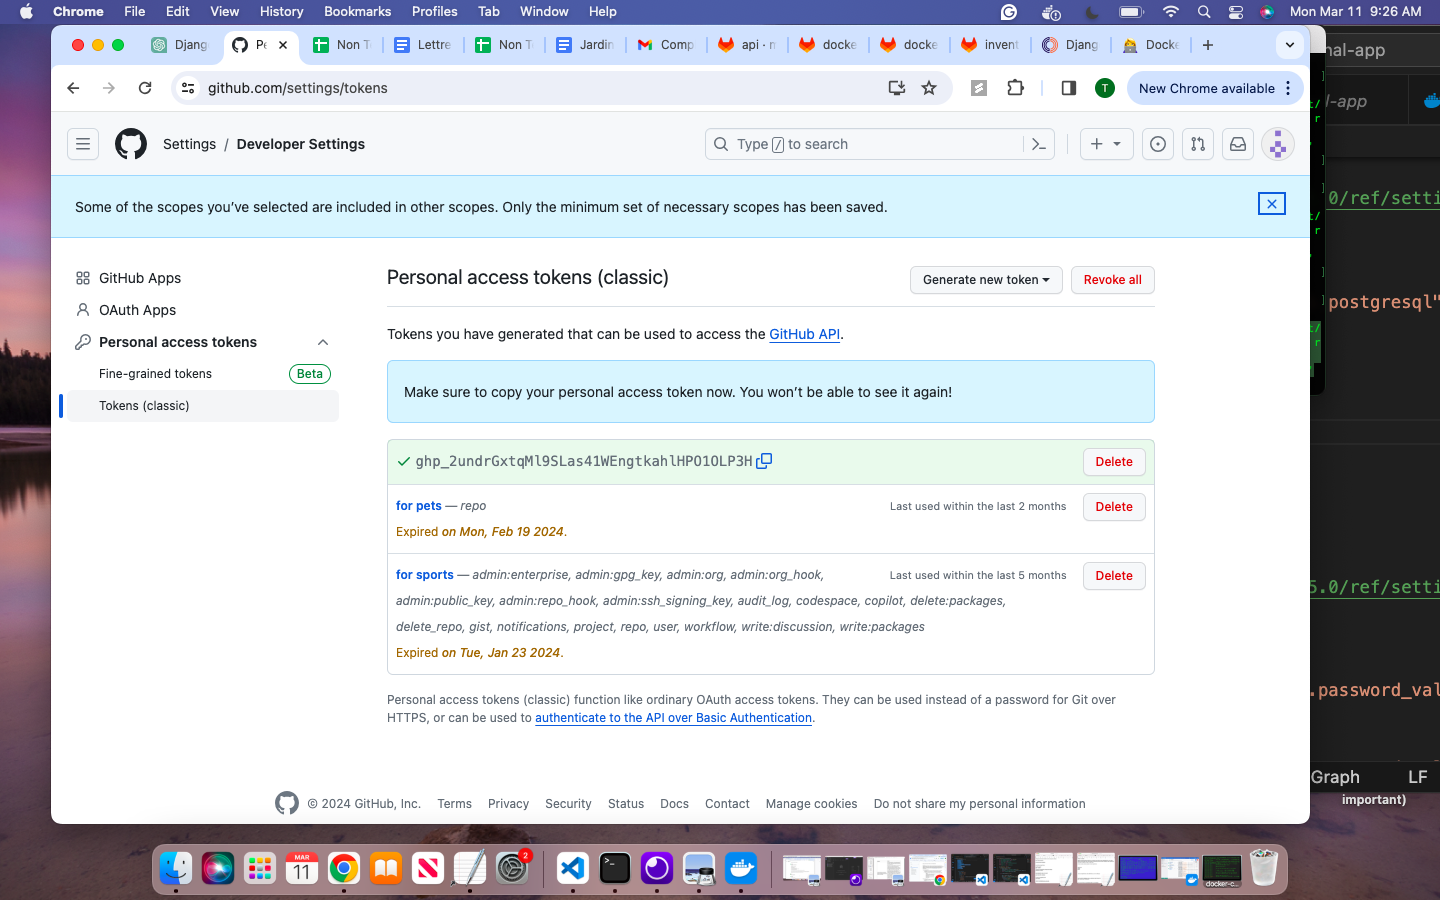 Chrome File Edit View History Bookmarks Profiles Tab Window Help Mon Mar 11 9:26 AM
Djang Pe Non T Lettre Non T Jardin Comp api · n docke docke invent Djang Docke
github.com/settings/tokens T New Chrome available
Settings / Developer Settings Type / to search
Some of the scopes you've selected are included in other scopes. Only the minimum set of necessary scopes has been saved.
GitHub Apps
OAuth Apps
Personal access tokens
Fine-grained tokens Beta
Tokens (classic)
Personal access tokens (classic) Generate new token Revoke all
Tokens you have generated that can be used to access the GitHub API.
Make sure to copy your personal access token now. You won't be able to see it again!
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 Delete
for pets — repo Last used within the last 2 months Delete
Expired on Mon, Feb 19 2024.
for sports — admin:enterprise, admin:gpg_key, admin:org, admin:org_hook, Last used within the last 5 months Delete
admin:public_key, admin:repo_hook, admin:ssh_signing_key, audit_log, codespace, copilot, delete:packages,
delete_repo, gist, notifications, project, repo, user, workflow, write:discussion, write:packages
Expired on Tue, Jan 23 2024.
Personal access tokens (classic) function like ordinary OAuth access tokens. They can be used instead of a password for Git over
HTTPS, or can be used to authenticate to the API over Basic Authentication.
© 2024 GitHub, Inc. Terms Privacy Security Status Docs Contact Manage cookies Do not share my personal information
nal-app
l-app
0/ref/setti
postgresql"
5.0/ref/setti
.password_val
Graph LF
important)
MAR
11
2
docker-c...